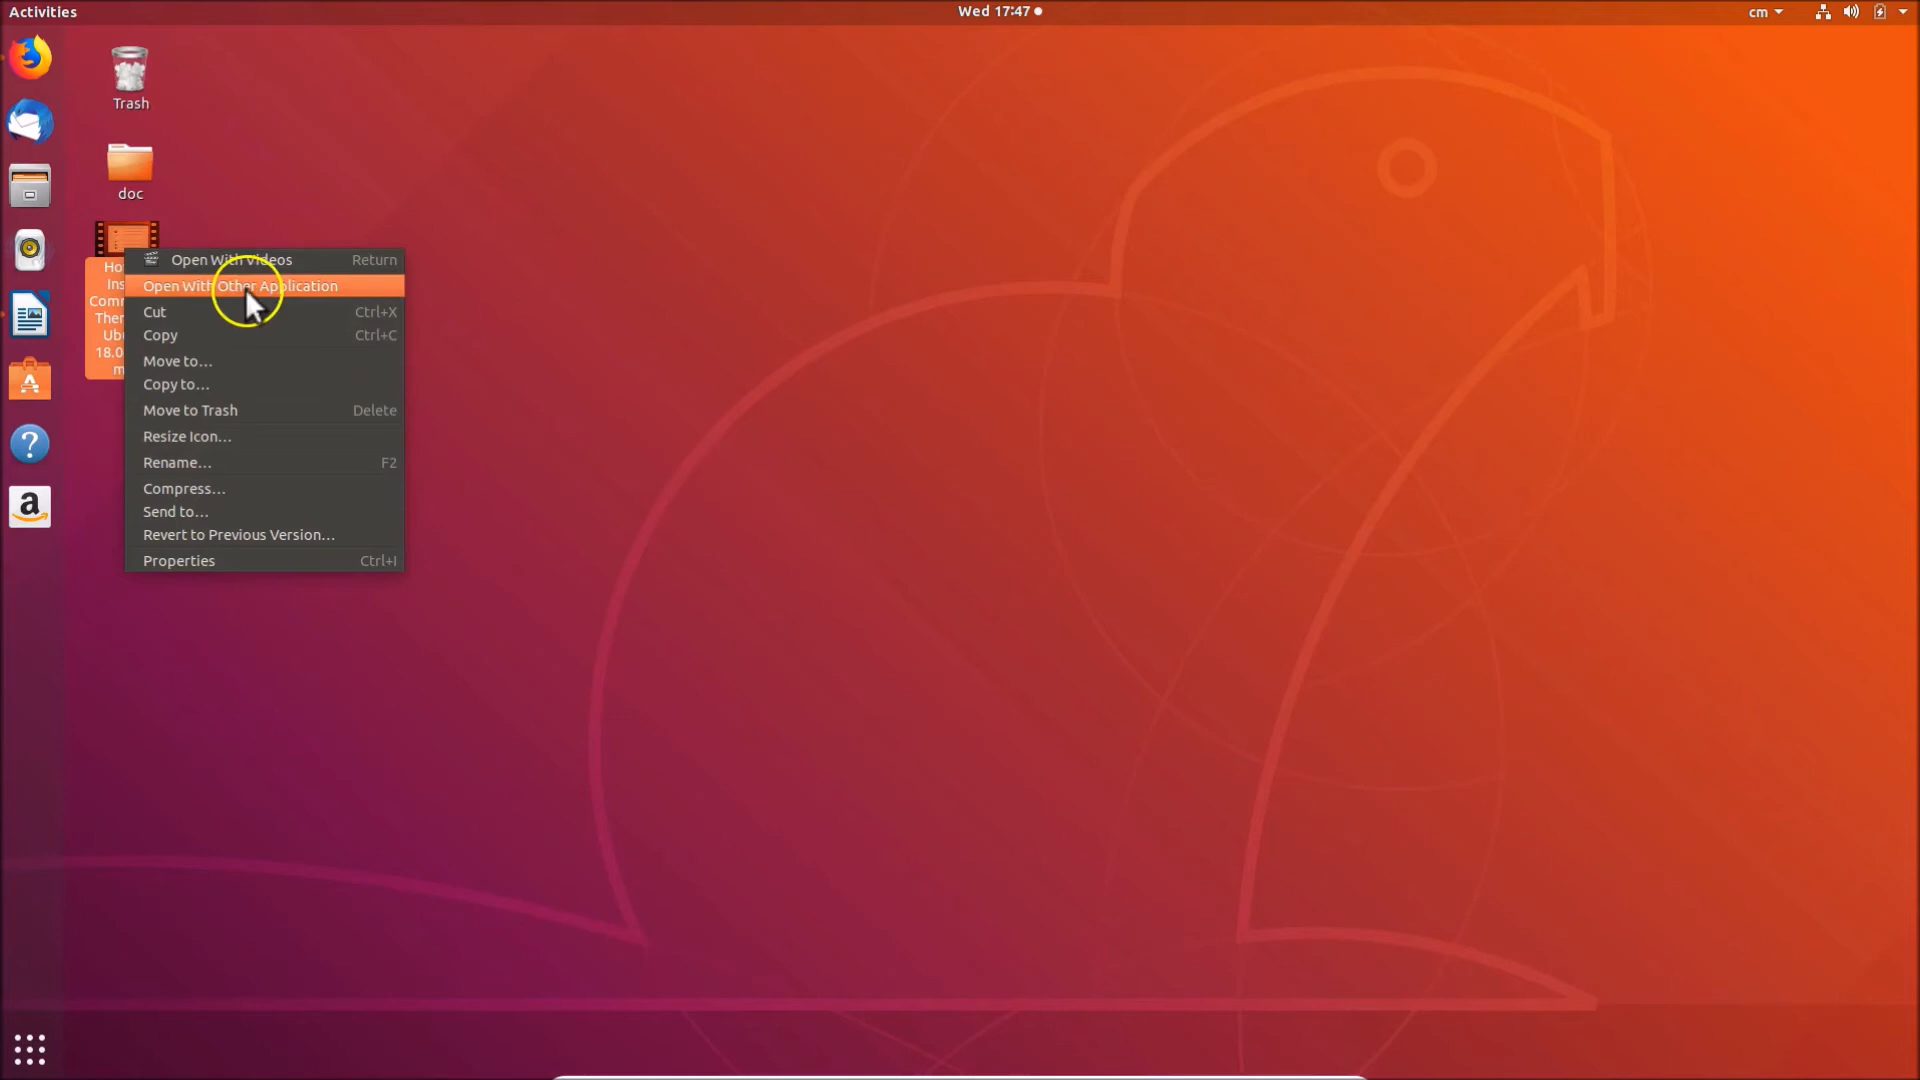 Activities
Wed 17:47
cm
Trash
doc
Open With Videos Return
Open With Other Application
Cut Ctrl+X
Copy Ctrl+C
Move to…
Copy to…
Move to Trash Delete
Resize Icon…
Rename… F2
Compress…
Send to…
Revert to Previous Version…
Properties Ctrl+I
18.0